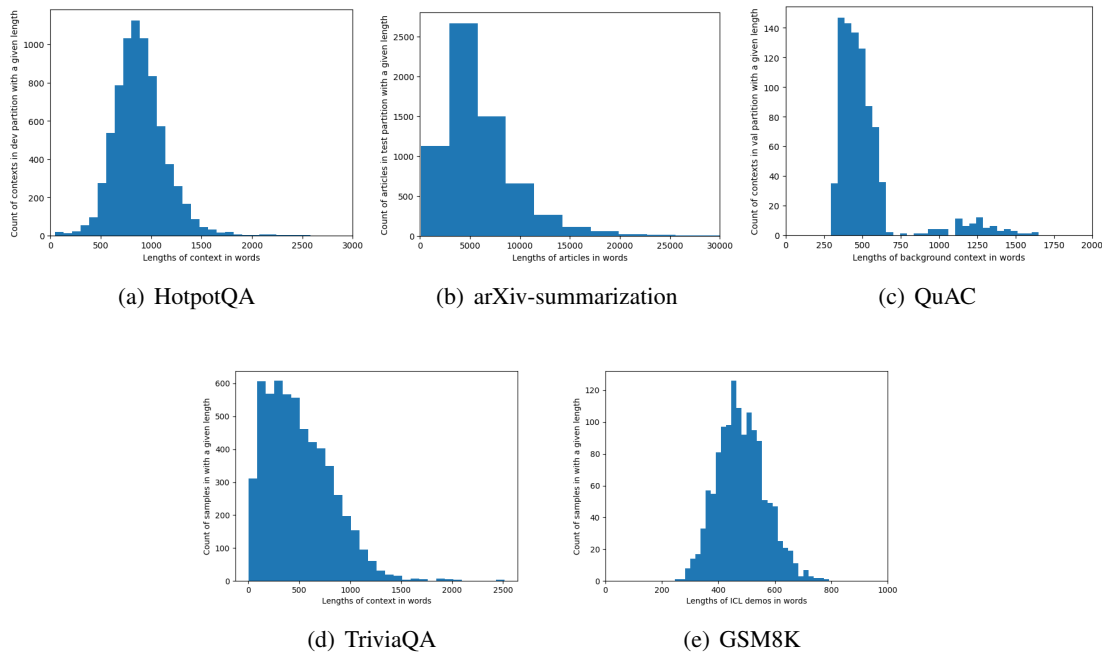 Count of contexts in dev partition with a given length
1000
800
600
400
200
0
0 500 1000 1500 2000 2500 3000
Lengths of context in words
(a) HotpotQA
Count of articles in test partition with a given length
2500
2000
1500
1000
500
0
0 5000 10000 15000 20000 25000 30000
Lengths of articles in words
(b) arXiv-summarization
Count of contexts in val partition with a given length
140
120
100
80
60
40
20
0
0 250 500 750 1000 1250 1500 1750 2000
Lengths of background context in words
(c) QuAC
Count of samples in with a given length
600
500
400
300
200
100
0
0 500 1000 1500 2000 2500
Lengths of context in words
(d) TriviaQA
Count of samples in with a given length
120
100
80
60
40
20
0
0 200 400 600 800 1000
Lengths of ICL demos in words
(e) GSM8K